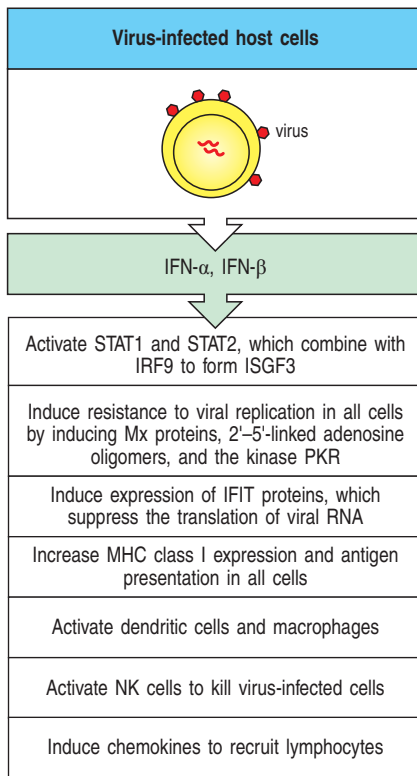 Virus-infected host cells
virus
IFN-α, IFN-β
Activate STAT1 and STAT2, which combine with
IRF9 to form ISGF3
Induce resistance to viral replication in all cells
by inducing Mx proteins, 2'–5'-linked adenosine
oligomers, and the kinase PKR
Induce expression of IFIT proteins, which
suppress the translation of viral RNA
Increase MHC class I expression and antigen
presentation in all cells
Activate dendritic cells and macrophages
Activate NK cells to kill virus-infected cells
Induce chemokines to recruit lymphocytes